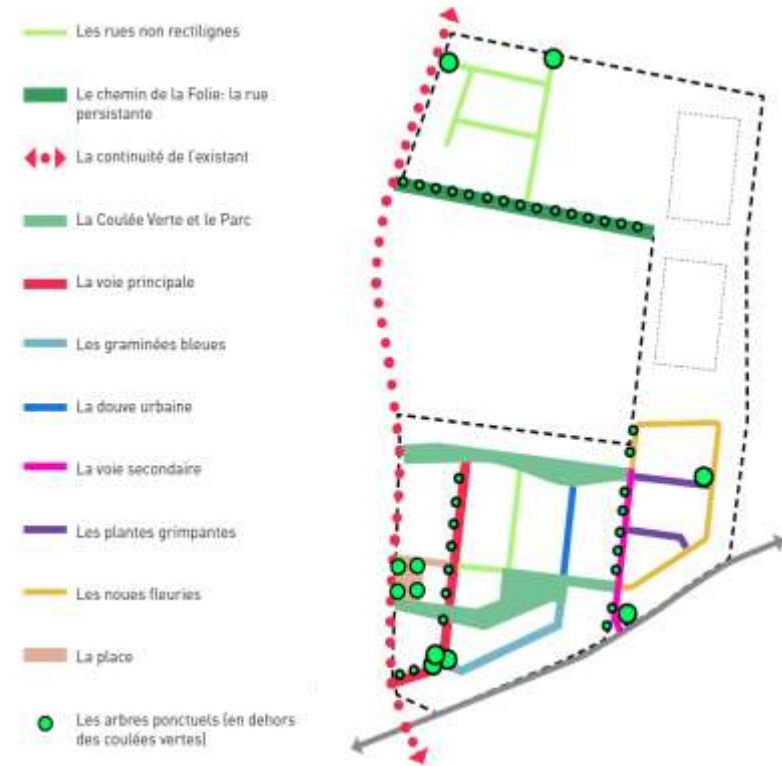 Les rues non rectilignes
Le chemin de la Folie: la rue
persistante
La continuité de l'existant
La Coulée Verte et le Parc
La voie principale
Les graminées bleues
La douve urbaine
La voie secondaire
Les plantes grimpantes
Les noues fleuries
La place
Les arbres ponctuels (en dehors
des coulées vertes)